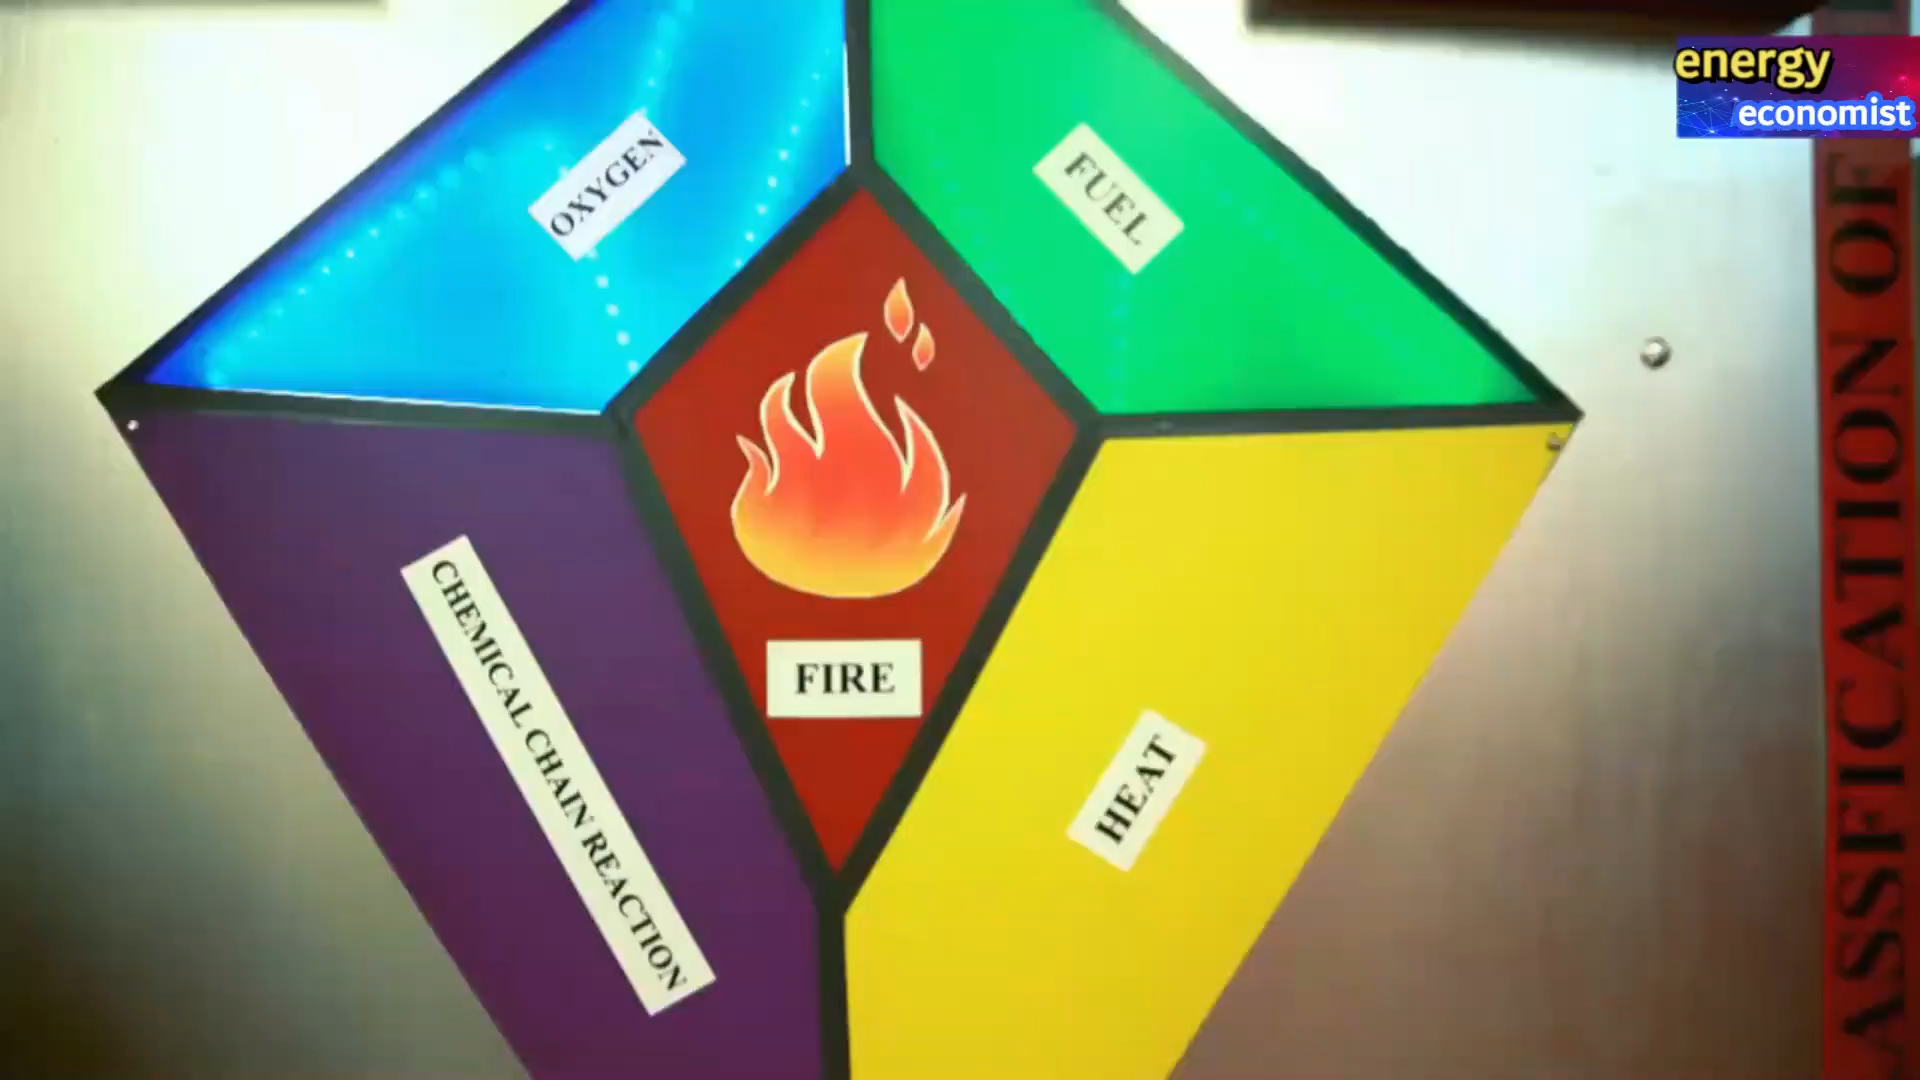 energy
economist
OXYGEN
FUEL
FIRE
CHEMICAL CHAIN REACTION
HEAT
ASSIFICATION OF